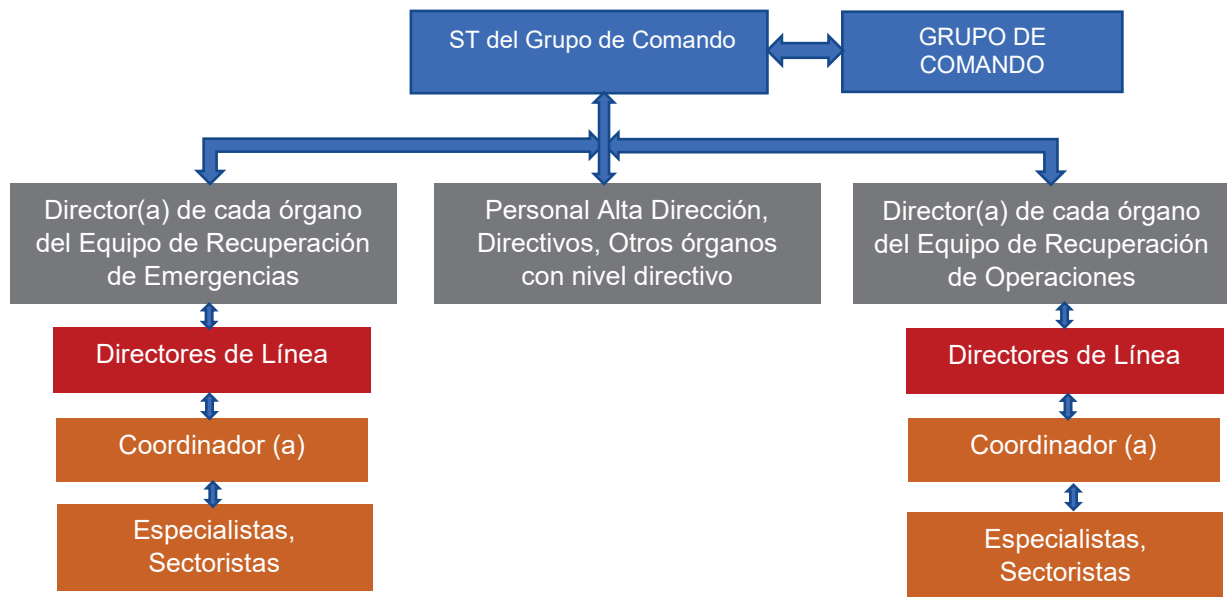 ST del Grupo de Comando
GRUPO DE
COMANDO
Director(a) de cada órgano
del Equipo de Recuperación
de Emergencias
Personal Alta Dirección,
Directivos, Otros órganos
con nivel directivo
Director(a) de cada órgano
del Equipo de Recuperación
de Operaciones
Directores de Línea
Directores de Línea
Coordinador (a)
Coordinador (a)
Especialistas,
Sectoristas
Especialistas,
Sectoristas